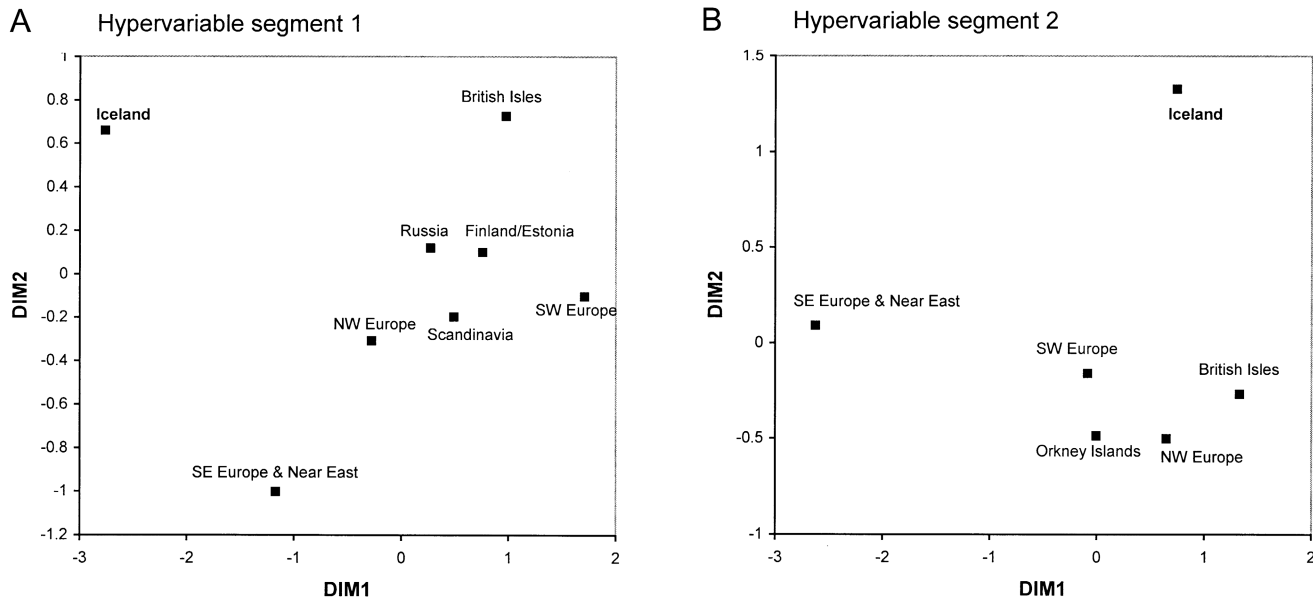 A
Hypervariable segment 1
1
0.8
0.6
0.4
0.2
0
-0.2
-0.4
-0.6
-0.8
-1
-1.2
DIM2
Iceland
British Isles
Russia
Finland/Estonia
SW Europe
NW Europe
Scandinavia
SE Europe & Near East
-3
-2
-1
0
1
2
DIM1
B
Hypervariable segment 2
1.5
1
0.5
0
-0.5
-1
DIM2
Iceland
SE Europe & Near East
SW Europe
British Isles
Orkney Islands
NW Europe
-3
-2
-1
0
1
2
DIM1